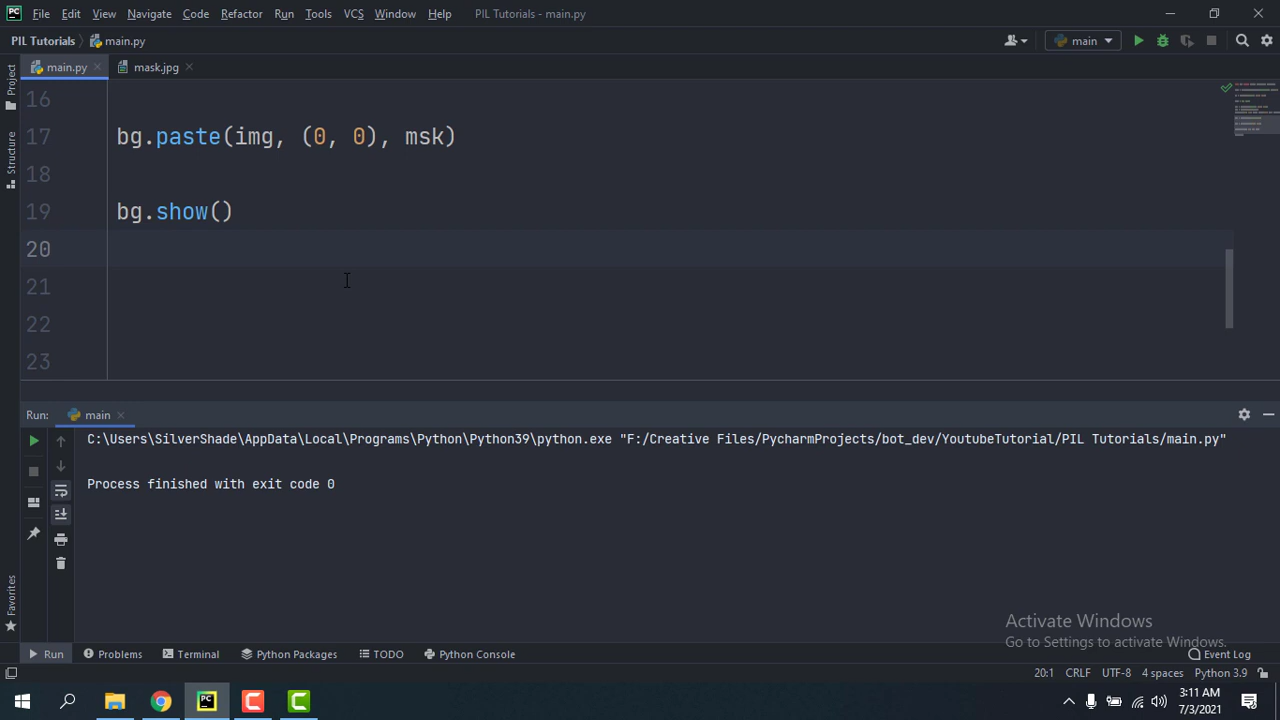 File Edit View Navigate Code Refactor Run Tools VCS Window Help PIL Tutorials - main.py
PIL Tutorials main.py main
main.py mask.jpg
Project
Structure
Favorites
16
17 bg.paste(img, (0, 0), msk)
18
19 bg.show()
20
21
22
23
Run: main
C:\Users\SilverShade\AppData\Local\Programs\Python\Python39\python.exe "F:/Creative Files/PycharmProjects/bot_dev/YoutubeTutorial/PIL Tutorials/main.py"
Process finished with exit code 0
Activate Windows
Go to Settings to activate Windows.
Run Problems Terminal Python Packages TODO Python Console Event Log
20:1 CRLF UTF-8 4 spaces Python 3.9
3:11 AM
7/3/2021